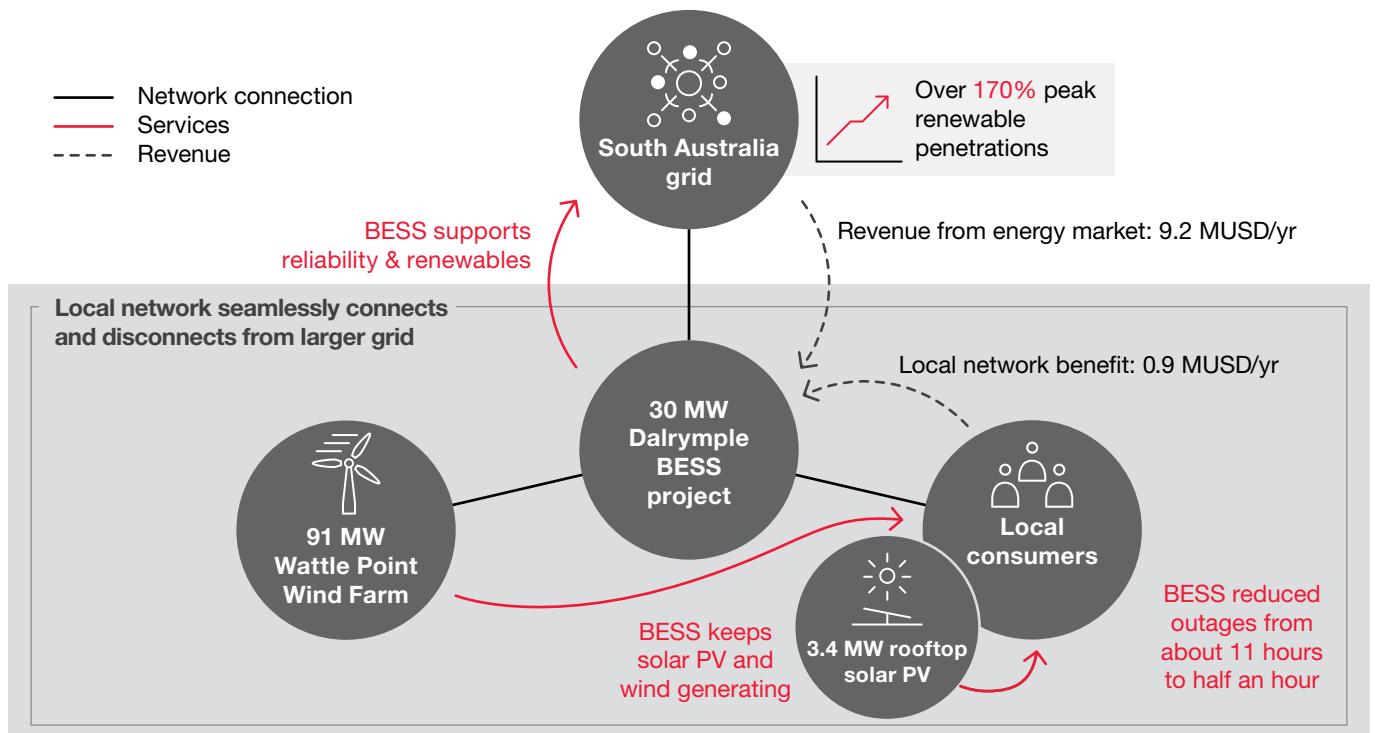 Network connection
Services
Revenue
South Australia
grid
Over 170% peak
renewable
penetrations
BESS supports
reliability & renewables
Revenue from energy market: 9.2 MUSD/yr
Local network seamlessly connects
and disconnects from larger grid
Local network benefit: 0.9 MUSD/yr
30 MW
Dalrymple
BESS
project
91 MW
Wattle Point
Wind Farm
Local
consumers
BESS keeps
solar PV and
wind generating
3.4 MW rooftop
solar PV
BESS reduced
outages from
about 11 hours
to half an hour